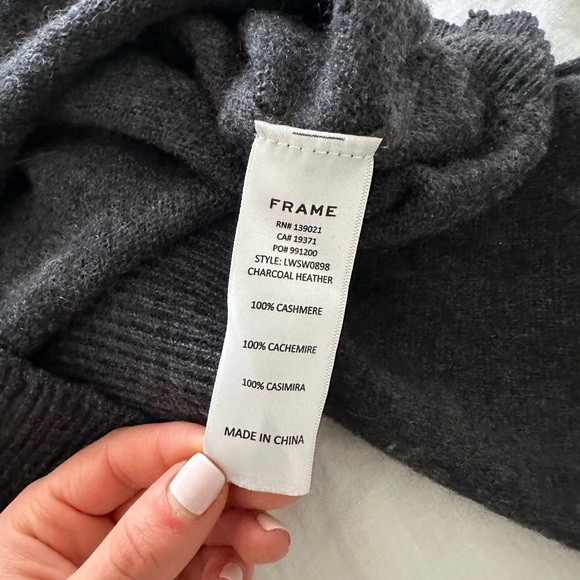 FRAME
RN# 139021
CA# 19371
PO# 991200
STYLE: LWSW0898
CHARCOAL HEATHER
100% CASHMERE
100% CACHEMIRE
100% CASIMIRA
MADE IN CHINA